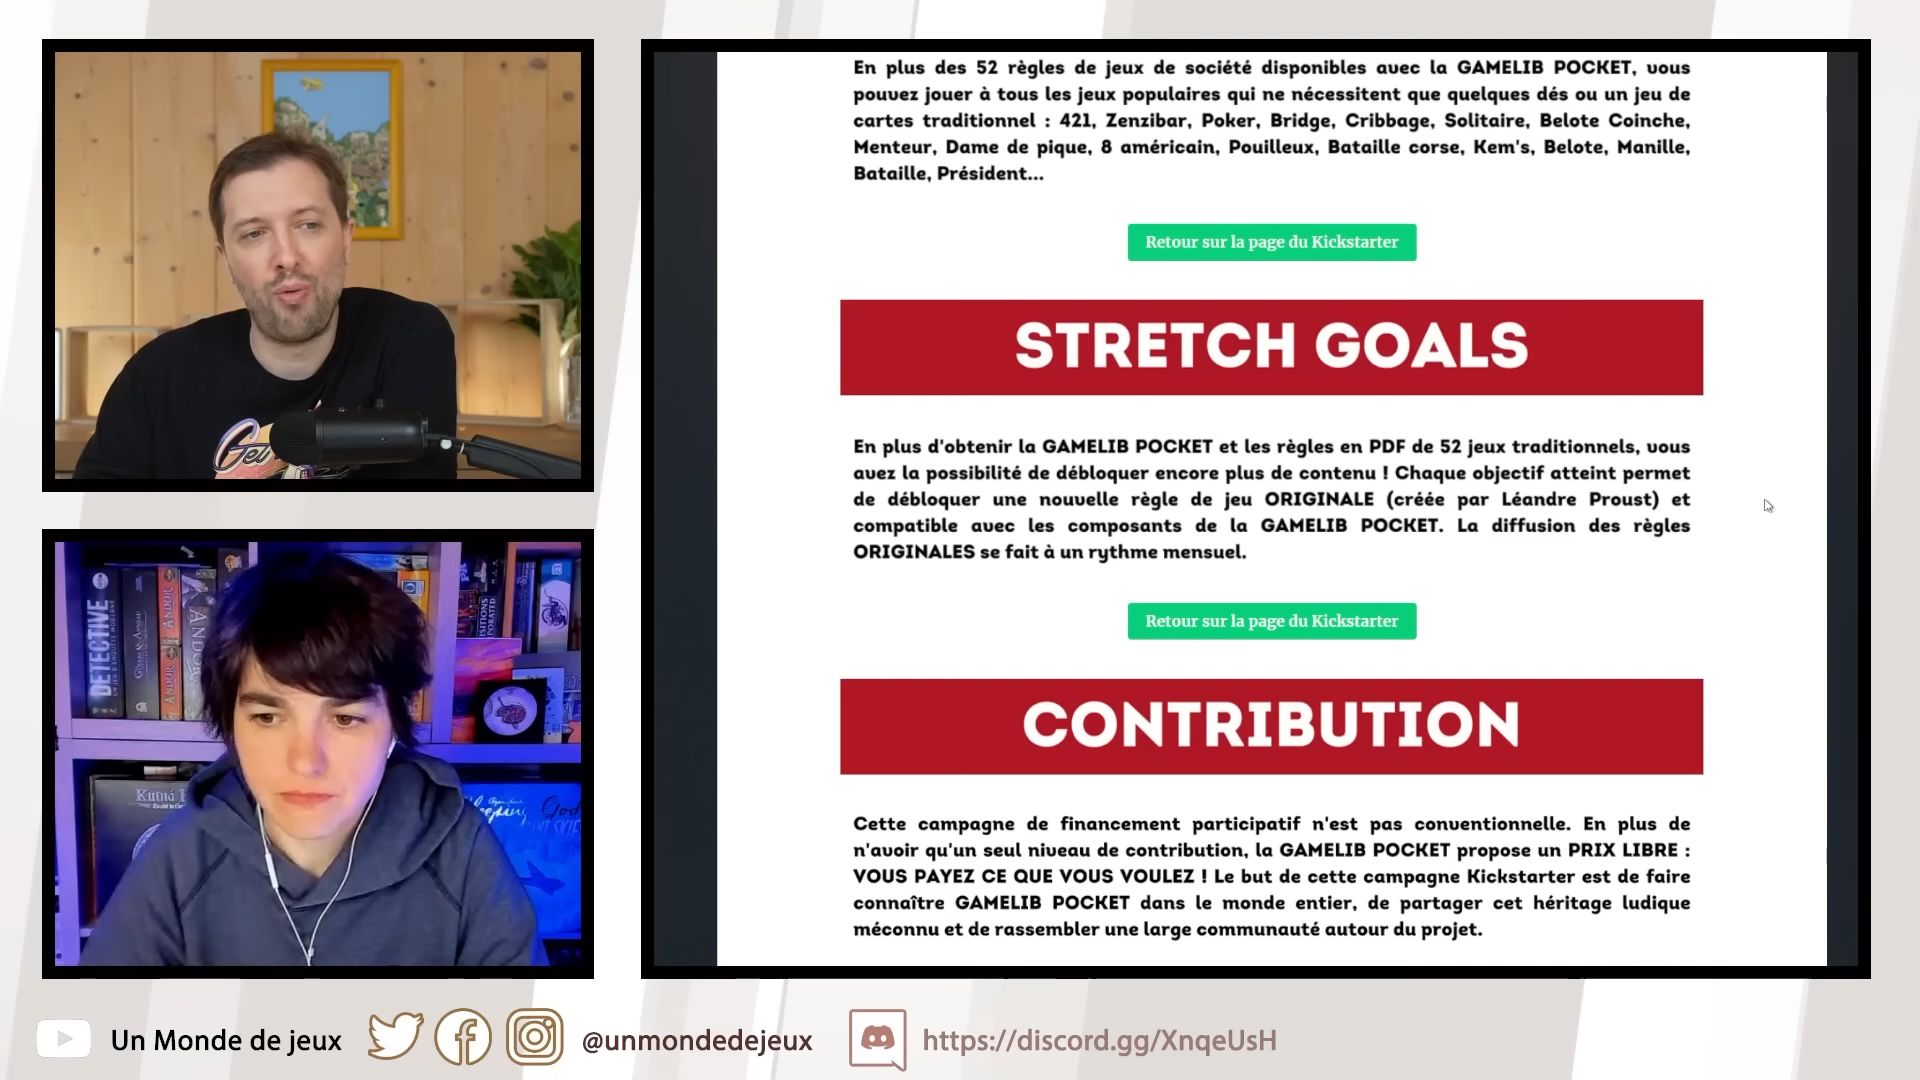 En plus des 52 règles de jeux de société disponibles avec la GAMELIB POCKET, vous
pouvez jouer à tous les jeux populaires qui ne nécessitent que quelques dés ou un jeu de
cartes traditionnel : 421, Zenzibar, Poker, Bridge, Cribbage, Solitaire, Belote Coinche,
Menteur, Dame de pique, 8 américain, Pouilleux, Bataille corse, Kem's, Belote, Manille,
Bataille, Président...
Retour sur la page du Kickstarter
STRETCH GOALS
En plus d'obtenir la GAMELIB POCKET et les règles en PDF de 52 jeux traditionnels, vous
avez la possibilité de débloquer encore plus de contenu ! Chaque objectif atteint permet
de débloquer une nouvelle règle de jeu ORIGINALE (créée par Léandre Proust) et
compatible avec les composants de la GAMELIB POCKET. La diffusion des règles
ORIGINALES se fait à un rythme mensuel.
Retour sur la page du Kickstarter
CONTRIBUTION
Cette campagne de financement participatif n'est pas conventionnelle. En plus de
n'avoir qu'un seul niveau de contribution, la GAMELIB POCKET propose un PRIX LIBRE :
VOUS PAYEZ CE QUE VOUS VOULEZ ! Le but de cette campagne Kickstarter est de faire
connaître GAMELIB POCKET dans le monde entier, de partager cet héritage ludique
méconnu et de rassembler une large communauté autour du projet.
Get
DETECTIVE
ANDOR
ANDOR
ANDOR
Kutná
Sleeping
God
Un Monde de jeux
@unmondedejeux
https://discord.gg/XnqeUsH